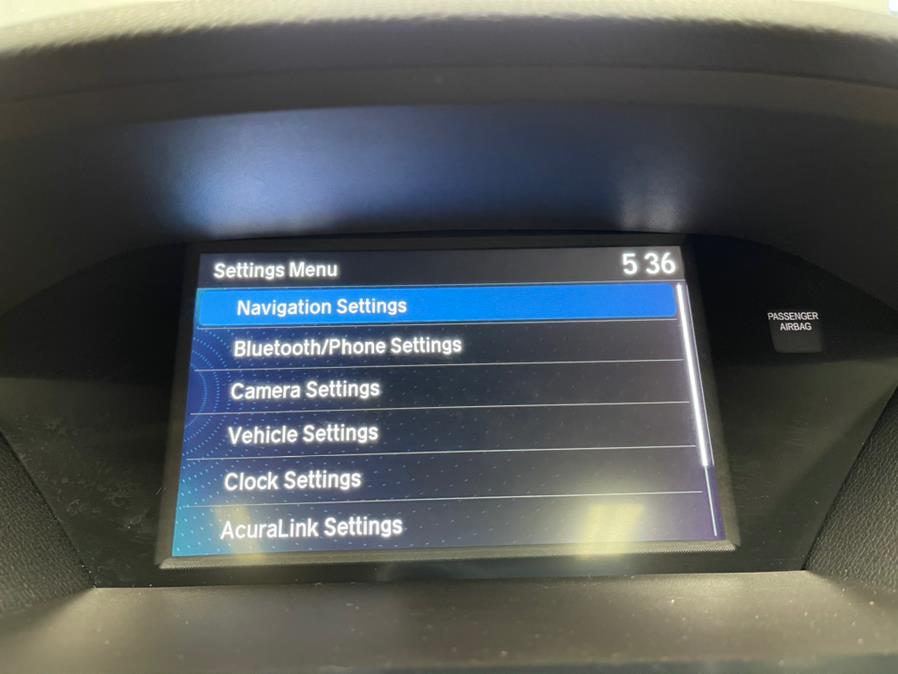 Settings Menu
5 36
Navigation Settings
Bluetooth/Phone Settings
Camera Settings
Vehicle Settings
Clock Settings
AcuraLink Settings
PASSENGER
AIRBAG